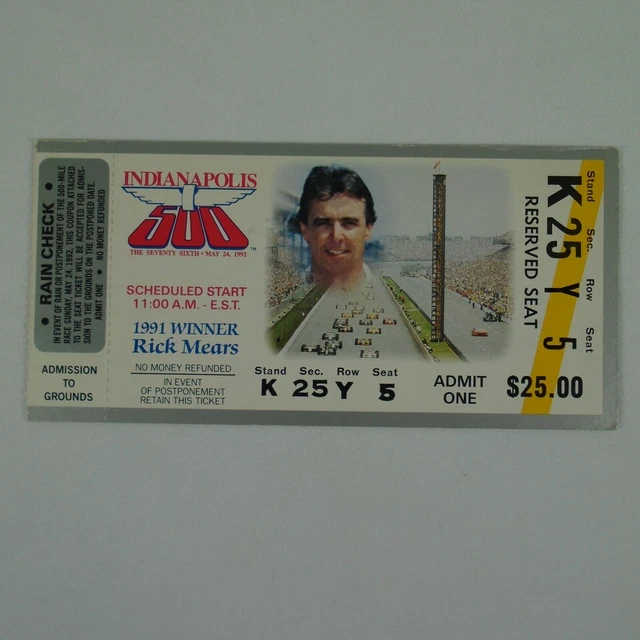 • RAIN CHECK •
IN EVENT OF RAIN OR POSTPONEMENT OF THE 500-MILE
RACE SUNDAY, MAY 24, 1992, THIS COUPON ATTACHED
TO THE SEAT TICKET WILL BE ACCEPTED FOR ADMIS-
SION TO THE GROUNDS ON THE POSTPONED DATE.
ADMIT ONE • NO MONEY REFUNDED
ADMISSION
TO
GROUNDS
INDIANAPOLIS
500
THE SEVENTY SIXTH • MAY 24, 1992
TM
SCHEDULED START
11:00 A.M. - E.S.T.
1991 WINNER
Rick Mears
NO MONEY REFUNDED
IN EVENT
OF POSTPONEMENT
RETAIN THIS TICKET
Stand Sec. Row Seat
K 25 Y 5
ADMIT
ONE
$25.00
Stand Sec. Row Seat
K 25 Y 5
RESERVED SEAT